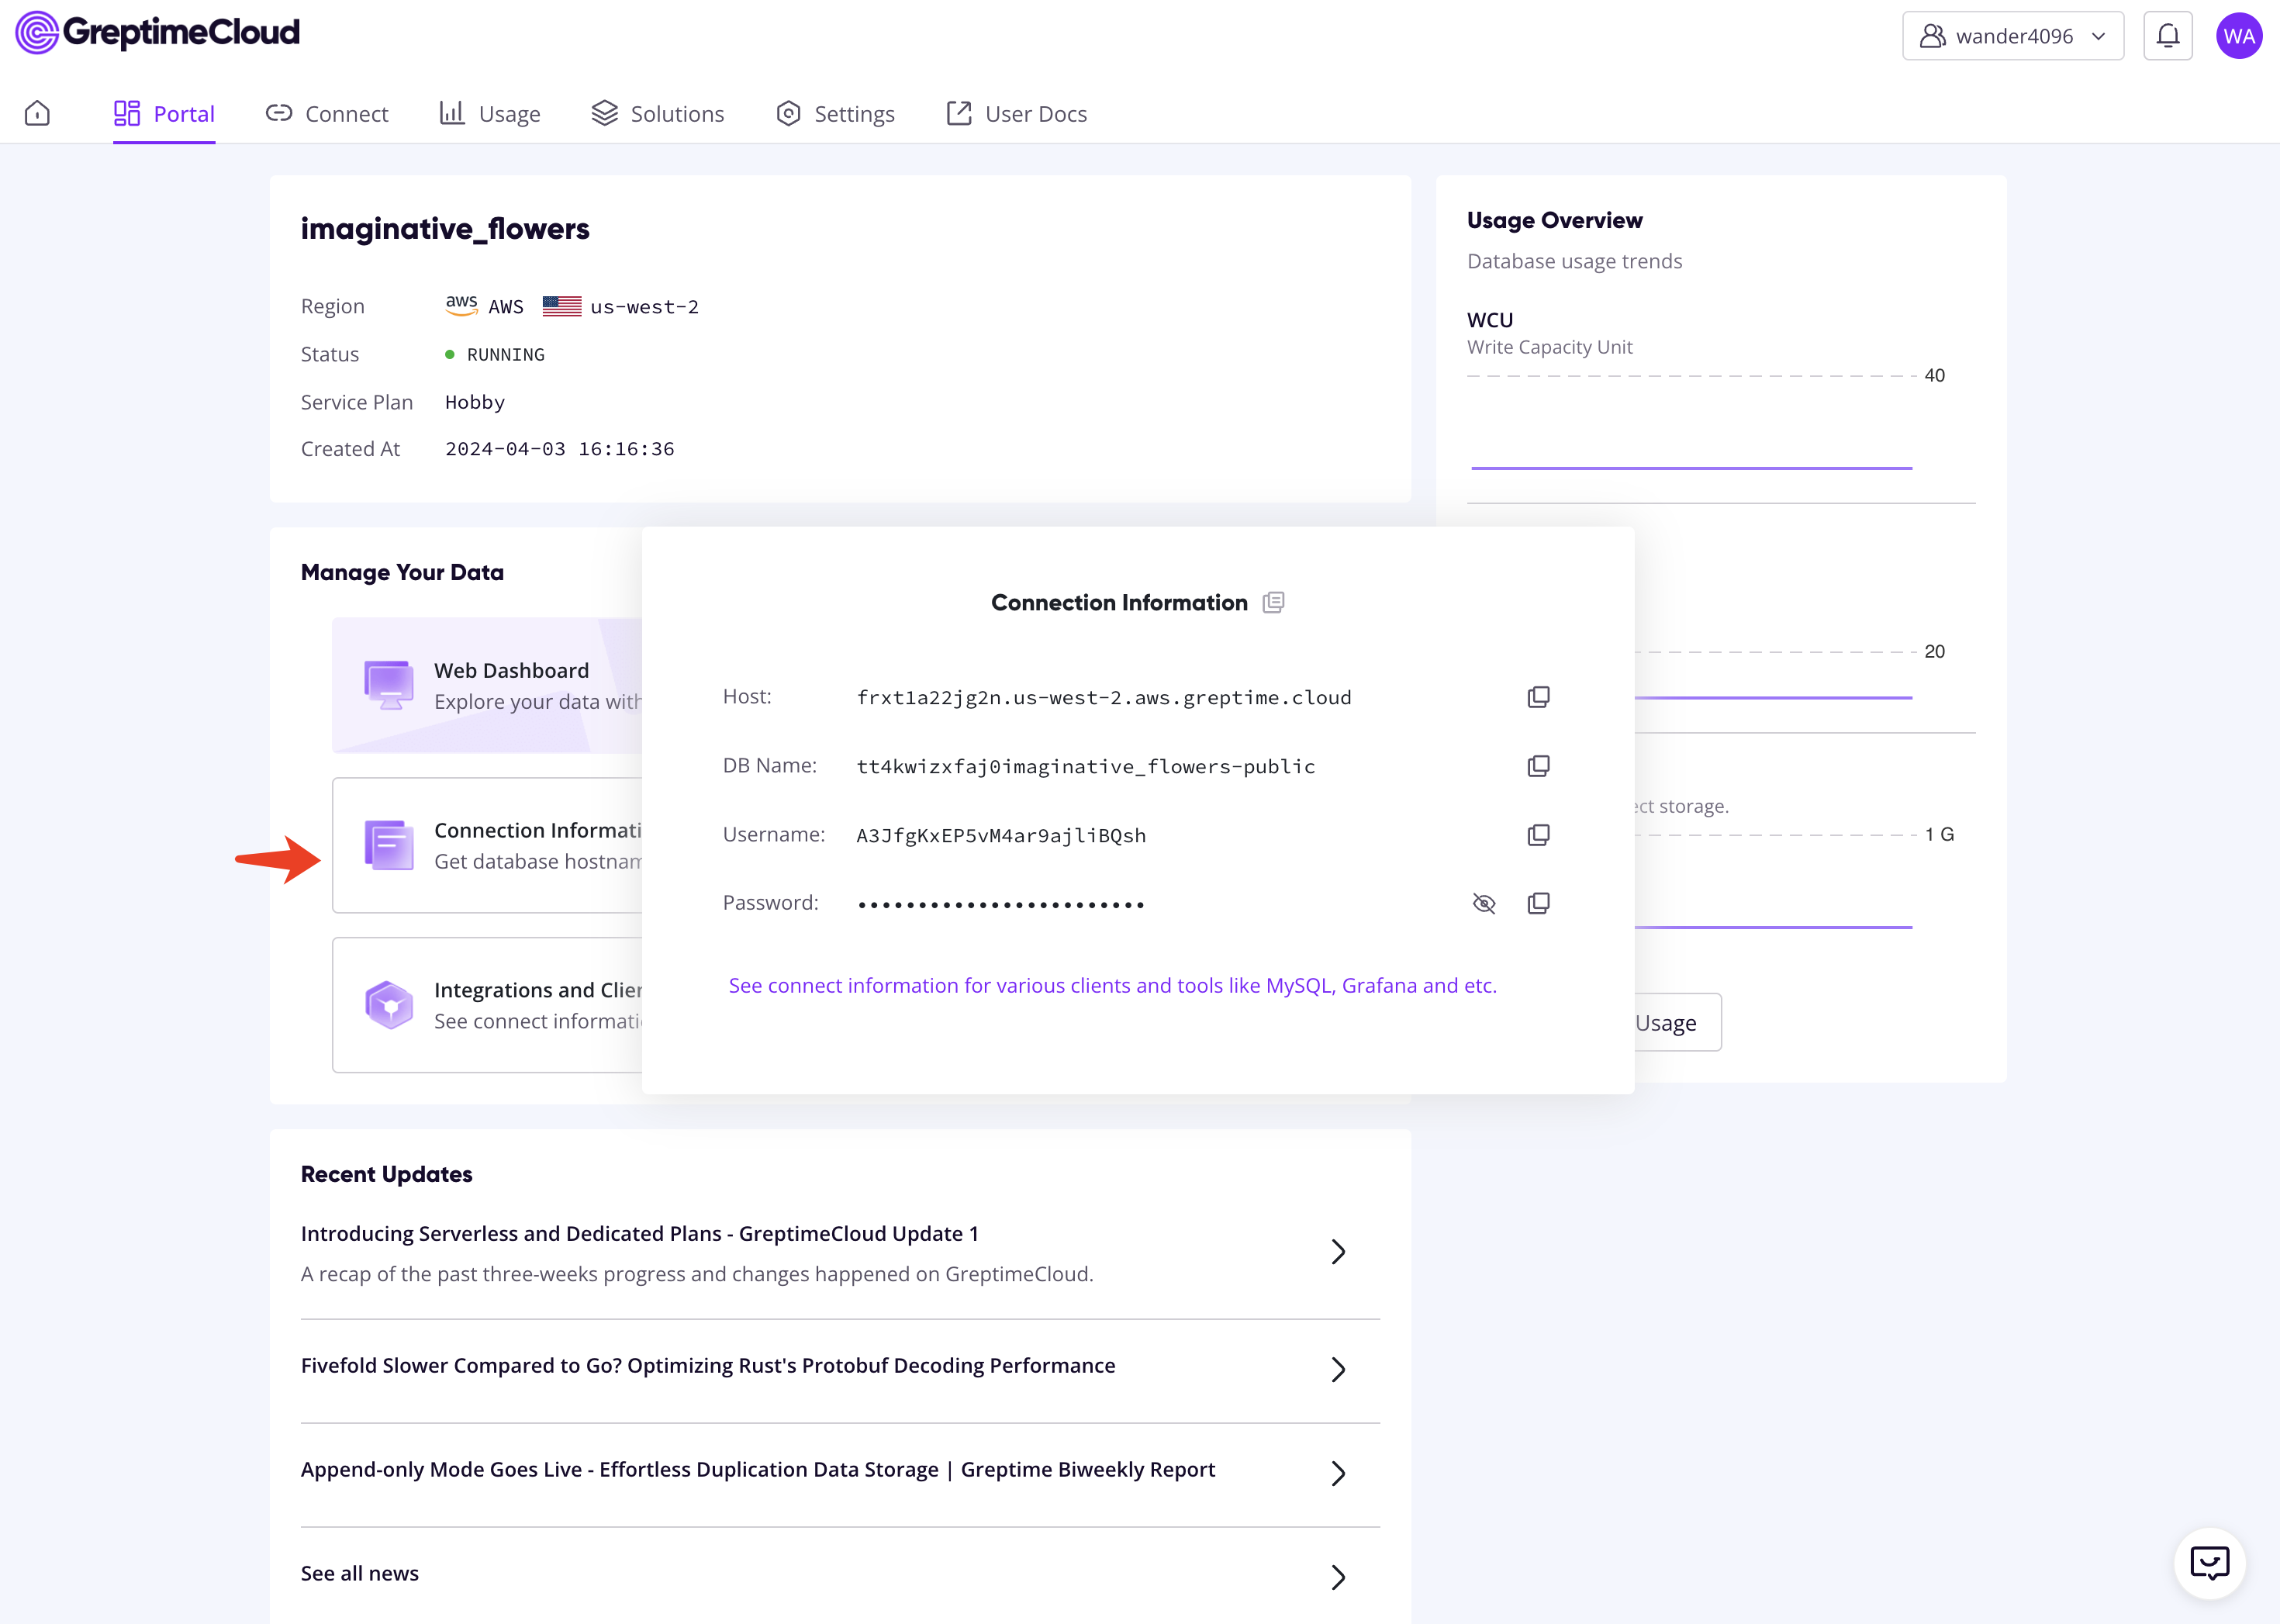 GreptimeCloud
wander4096
WA
Portal
Connect
Usage
Solutions
Settings
User Docs
imaginative_flowers
Region
aws AWS us-west-2
Status
RUNNING
Service Plan
Hobby
Created At
2024-04-03 16:16:36
Usage Overview
Database usage trends
WCU
Write Capacity Unit
40
20
ect storage.
1 G
Usage
Manage Your Data
Web Dashboard
Explore your data with
Connection Informati
Get database hostnam
Integrations and Clien
See connect informatio
Connection Information
Host:
frxt1a22jg2n.us-west-2.aws.greptime.cloud
DB Name:
tt4kwizxfaj0imaginative_flowers-public
Username:
A3JfgKxEP5vM4ar9ajliBQsh
Password:
••••••••••••••••••••••••
See connect information for various clients and tools like MySQL, Grafana and etc.
Recent Updates
Introducing Serverless and Dedicated Plans - GreptimeCloud Update 1
A recap of the past three-weeks progress and changes happened on GreptimeCloud.
Fivefold Slower Compared to Go? Optimizing Rust's Protobuf Decoding Performance
Append-only Mode Goes Live - Effortless Duplication Data Storage | Greptime Biweekly Report
See all news